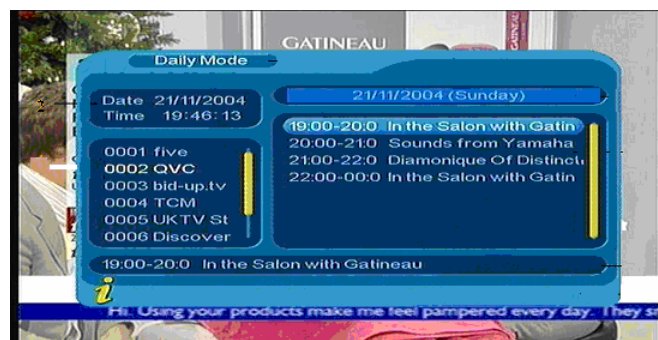 GATINEAU
GATINEAU
Daily Mode
Date 21/11/2004
Time 19:46:13
21/11/2004 (Sunday)
0001 five
0002 QVC
0003 bid-up.tv
0004 TCM
0005 UKTV St
0006 Discover
19:00-20:0 In the Salon with Gatin
20:00-21:0 Sounds from Yamaha
21:00-22:0 Diamonique Of Distinct
22:00-00:0 In the Salon with Gatin
19:00-20:0 In the Salon with Gatineau
i
Hi. Using your products make me feel pampered every day. They